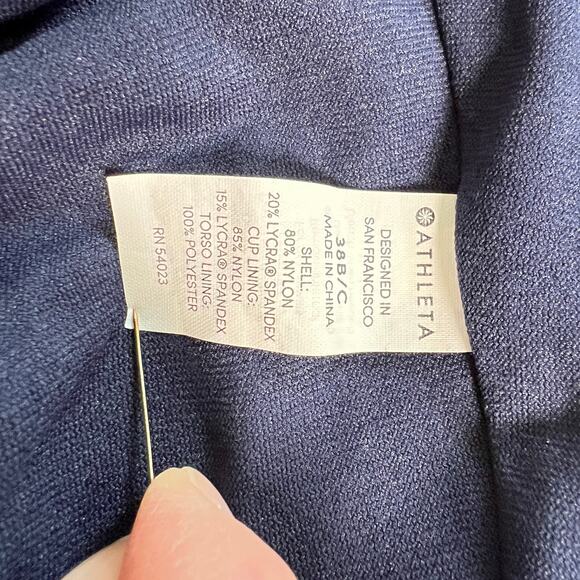 ATHLETA
DESIGNED IN
SAN FRANCISCO
38B/C
MADE IN CHINA
SHELL:
80% NYLON
20% LYCRA® SPANDEX
CUP LINING:
85% NYLON
15% LYCRA® SPANDEX
TORSO LINING:
100% POLYESTER
RN 54023